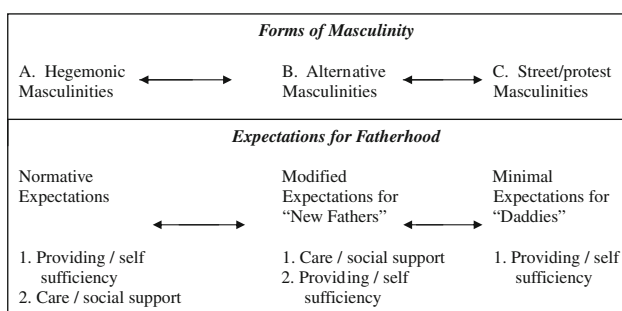 Forms of Masculinity
A. Hegemonic
Masculinities
B. Alternative
Masculinities
C. Street/protest
Masculinities
Expectations for Fatherhood
Normative
Expectations
Modified
Expectations for
“New Fathers”
Minimal
Expectations for
“Daddies”
1. Providing / self
sufficiency
2. Care / social support
1. Care / social support
2. Providing / self
sufficiency
1. Providing / self
sufficiency